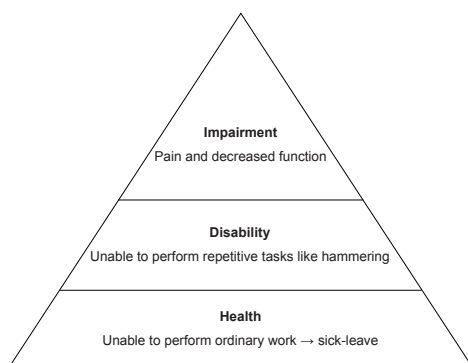 Impairment
Pain and decreased function
Disability
Unable to perform repetitive tasks like hammering
Health
Unable to perform ordinary work → sick-leave